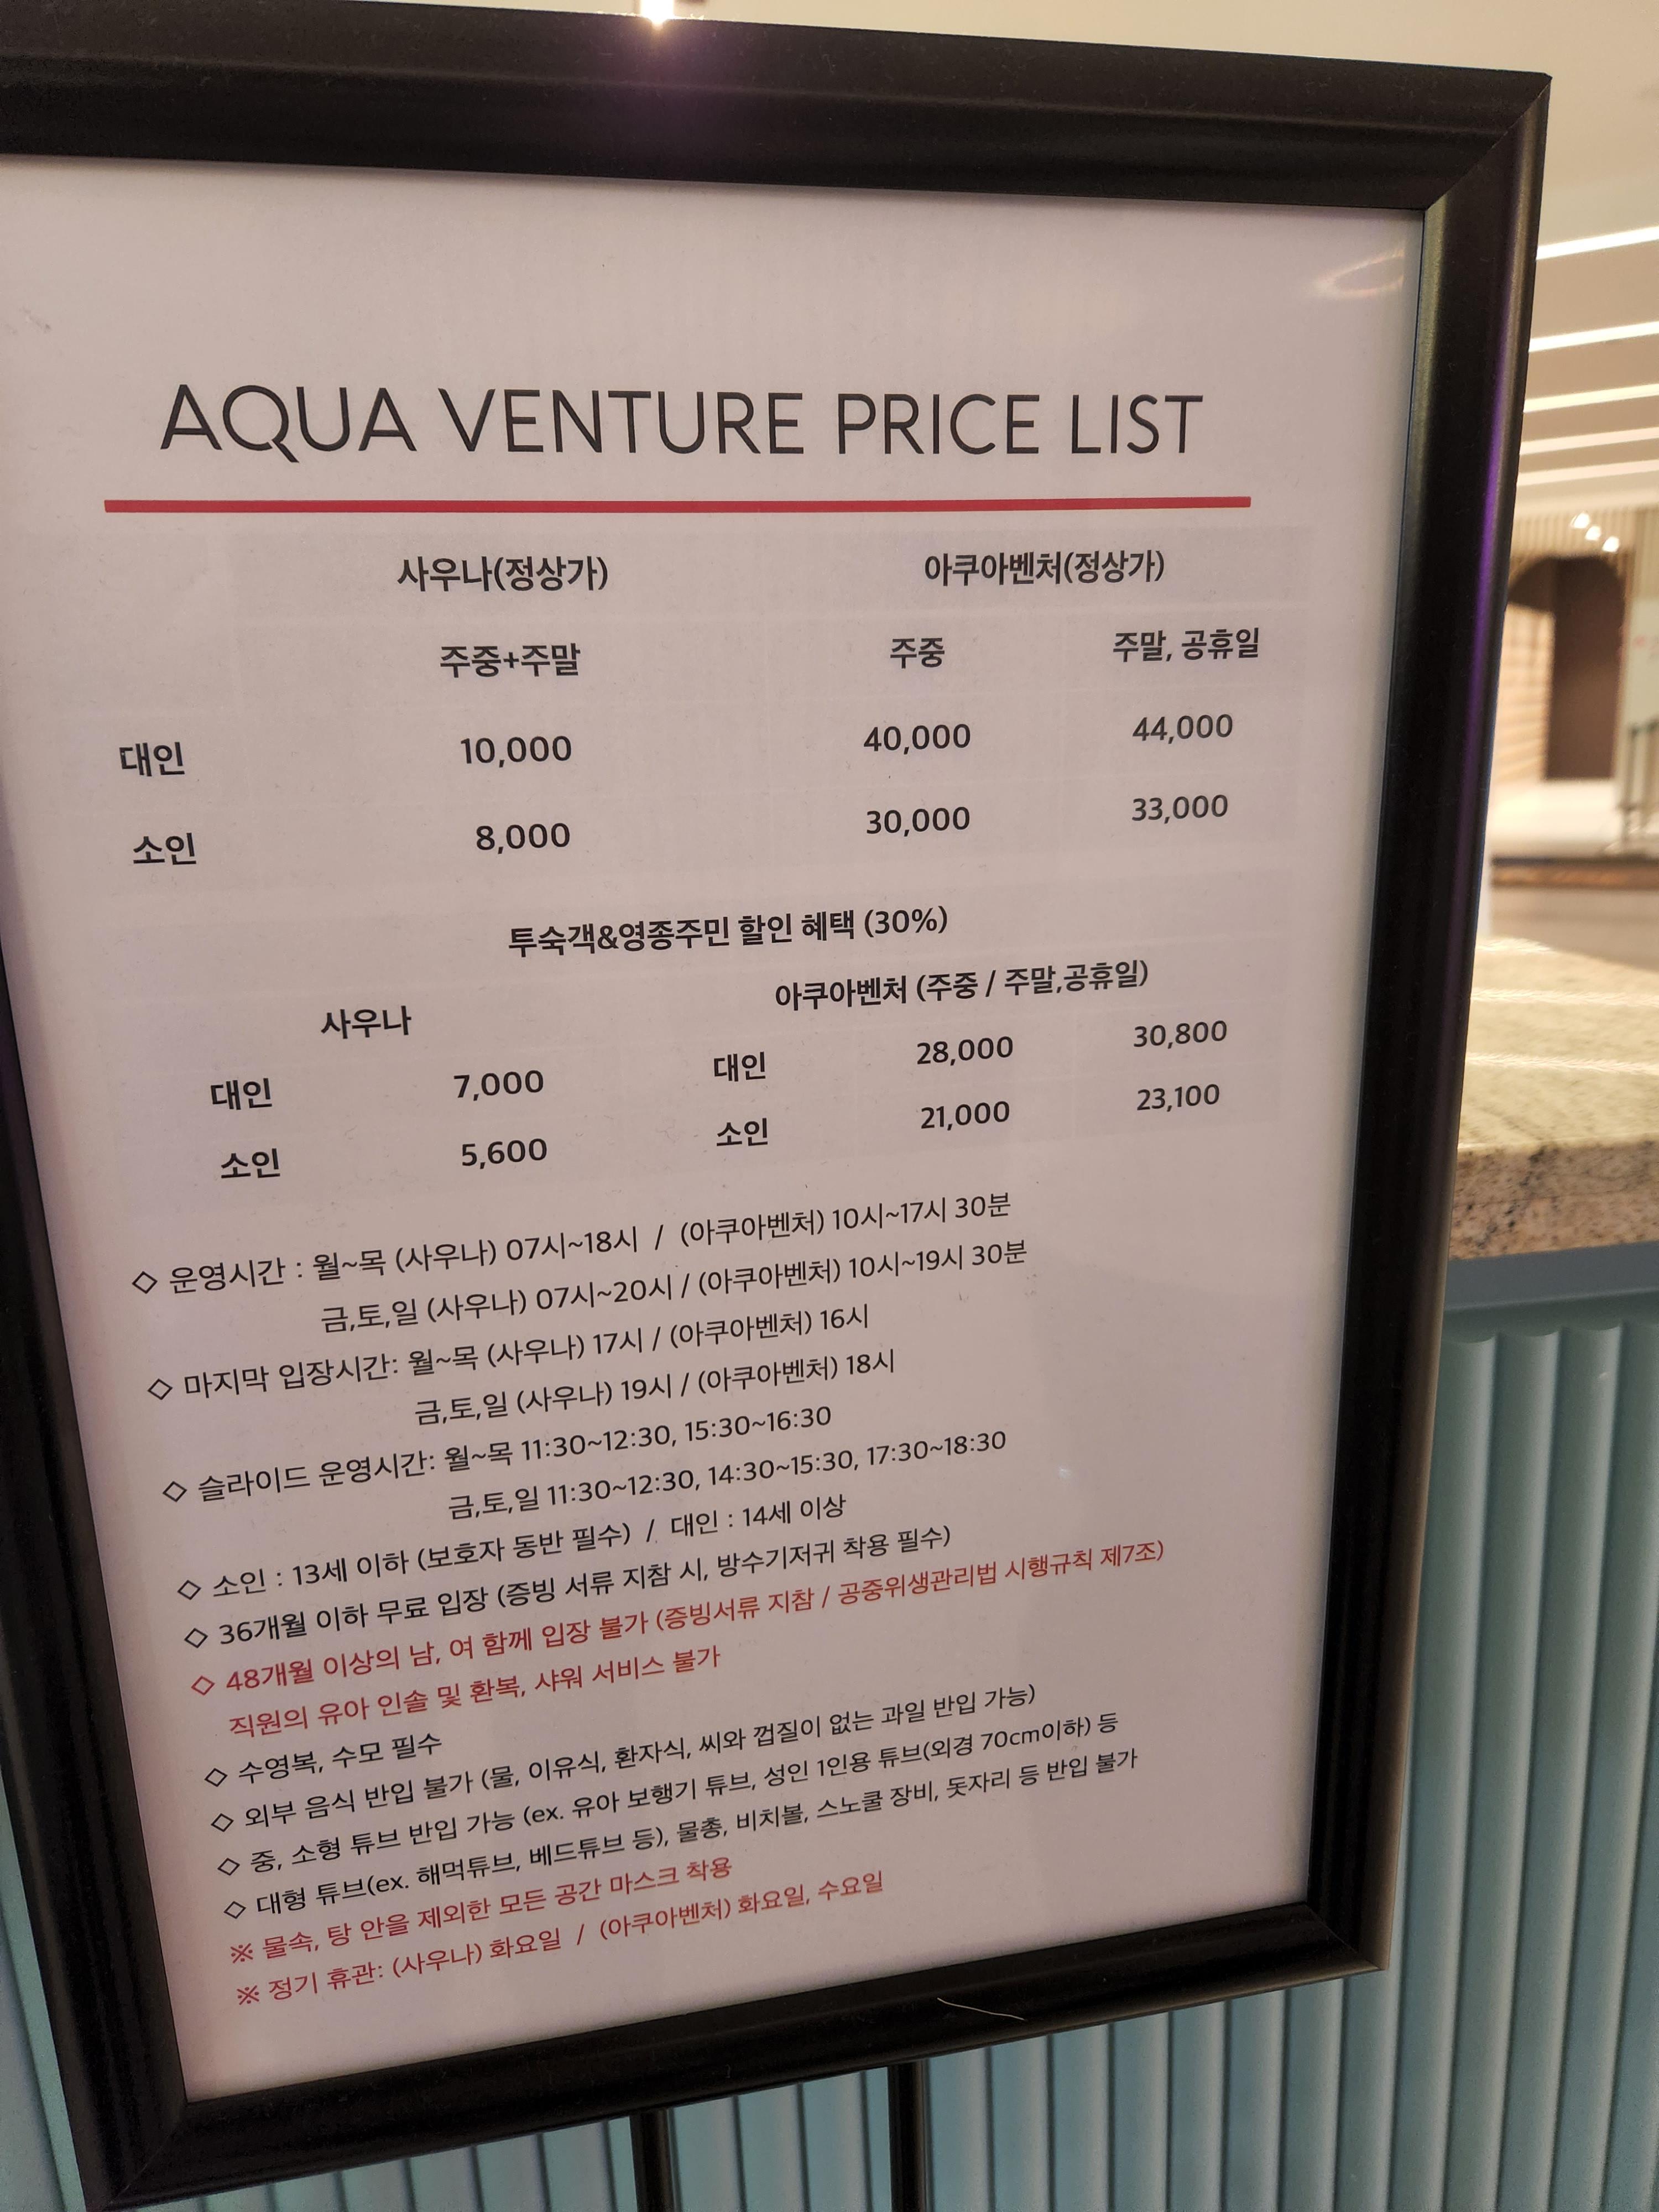 AQUA VENTURE PRICE LIST
사우나(정상가) 아쿠아벤처(정상가)
주중+주말 주중 주말, 공휴일
대인 10,000 40,000 44,000
소인 8,000 30,000 33,000
투숙객&영종주민 할인 혜택 (30%)
사우나 아쿠아벤처 (주중 / 주말,공휴일)
대인 7,000 대인 28,000 30,800
소인 5,600 소인 21,000 23,100
◇ 운영시간 : 월~목 (사우나) 07시~18시 / (아쿠아벤처) 10시~17시 30분
금,토,일 (사우나) 07시~20시 / (아쿠아벤처) 10시~19시 30분
◇ 마지막 입장시간: 월~목 (사우나) 17시 / (아쿠아벤처) 16시
금,토,일 (사우나) 19시 / (아쿠아벤처) 18시
◇ 슬라이드 운영시간: 월~목 11:30~12:30, 15:30~16:30
금,토,일 11:30~12:30, 14:30~15:30, 17:30~18:30
◇ 소인 : 13세 이하 (보호자 동반 필수) / 대인 : 14세 이상
◇ 36개월 이하 무료 입장 (증빙 서류 지참 시, 방수기저귀 착용 필수)
◇ 48개월 이상의 남, 여 함께 입장 불가 (증빙서류 지참 / 공중위생관리법 시행규칙 제7조)
직원의 유아 인솔 및 환복, 샤워 서비스 불가
◇ 수영복, 수모 필수
◇ 외부 음식 반입 불가 (물, 이유식, 환자식, 씨와 껍질이 없는 과일 반입 가능)
◇ 중, 소형 튜브 반입 가능 (ex. 유아 보행기 튜브, 성인 1인용 튜브(외경 70cm이하) 등
◇ 대형 튜브(ex. 해먹튜브, 베드튜브 등), 물총, 비치볼, 스노쿨 장비, 돗자리 등 반입 불가
※ 물속, 탕 안을 제외한 모든 공간 마스크 착용
※ 정기 휴관: (사우나) 화요일 / (아쿠아벤처) 화요일, 수요일